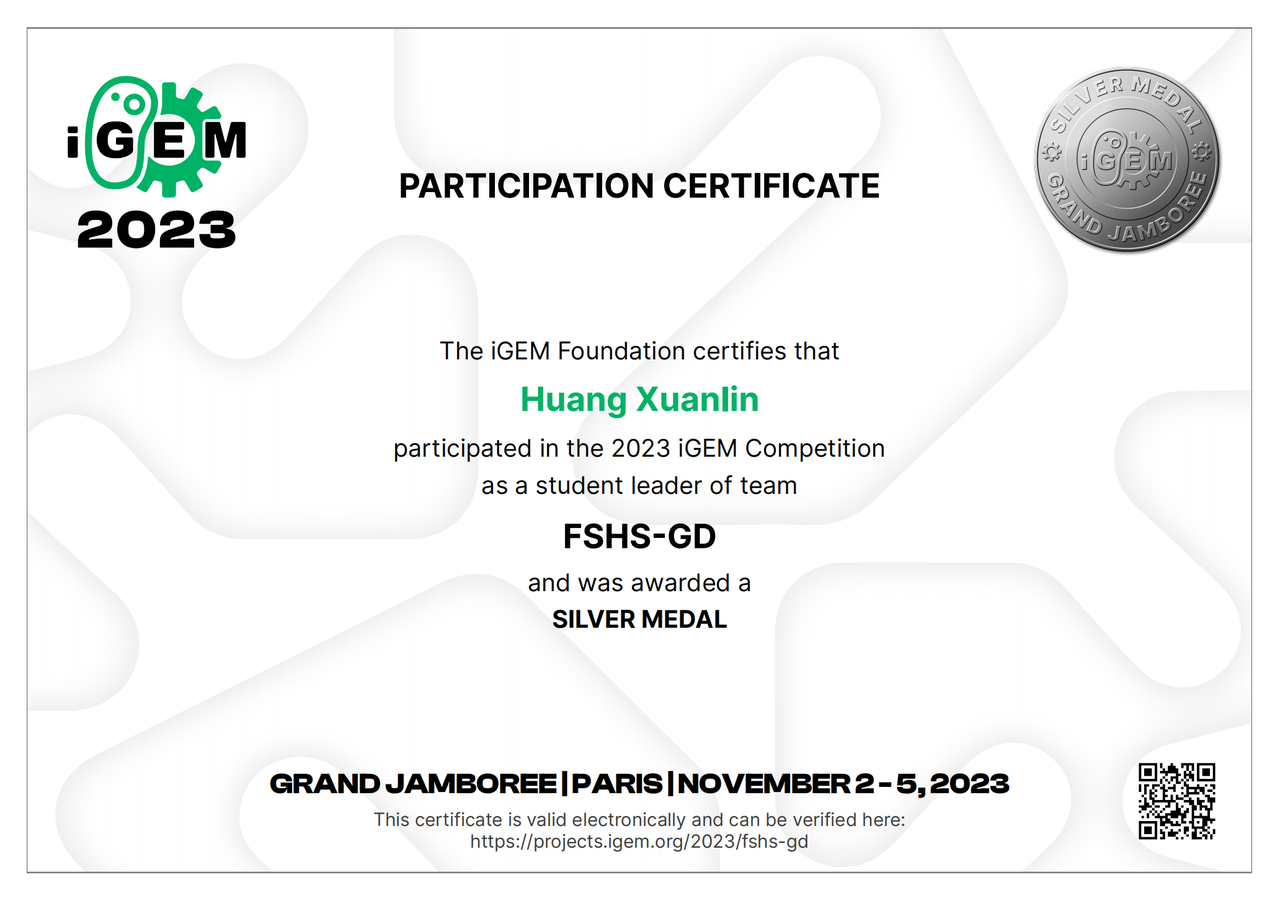 iGEM
2023
SILVER MEDAL
iGEM
GRAND JAMBOREE
PARTICIPATION CERTIFICATE
The iGEM Foundation certifies that
Huang Xuanlin
participated in the 2023 iGEM Competition
as a student leader of team
FSHS-GD
and was awarded a
SILVER MEDAL
GRAND JAMBOREE | PARIS | NOVEMBER 2 - 5, 2023
This certificate is valid electronically and can be verified here:
https://projects.igem.org/2023/fshs-gd